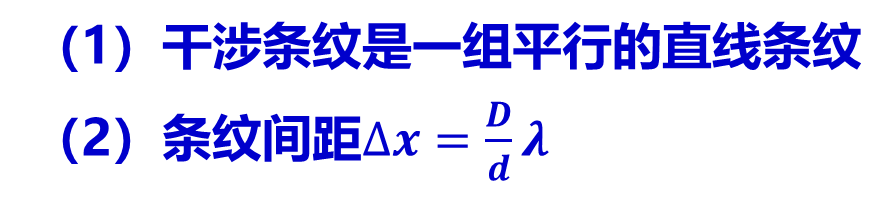 （1）干涉条纹是一组平行的直线条纹
（2）条纹间距Δx = \frac{D}{d} λ